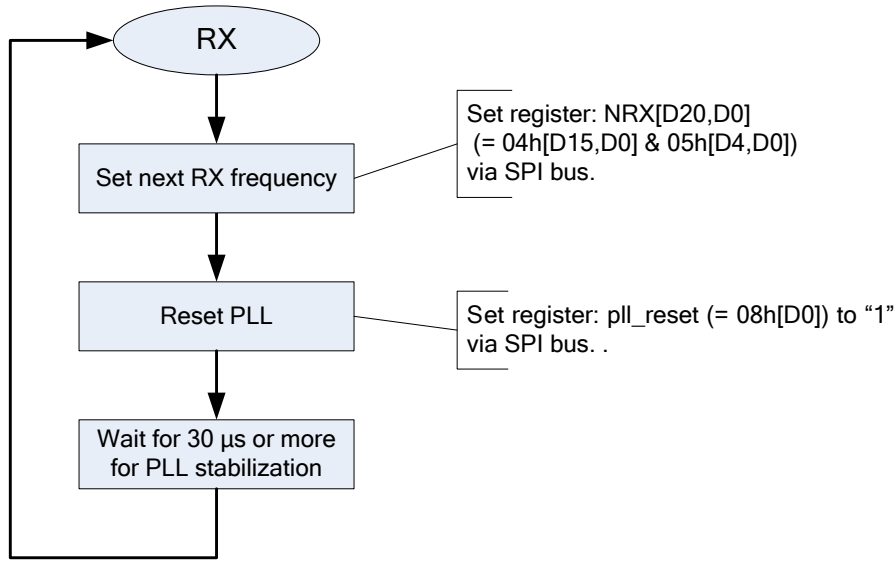 RX
Set next RX frequency
Set register: NRX[D20,D0]
(= 04h[D15,D0] & 05h[D4,D0])
via SPI bus.
Reset PLL
Set register: pll_reset (= 08h[D0]) to “1”
via SPI bus. .
Wait for 30 µs or more
for PLL stabilization